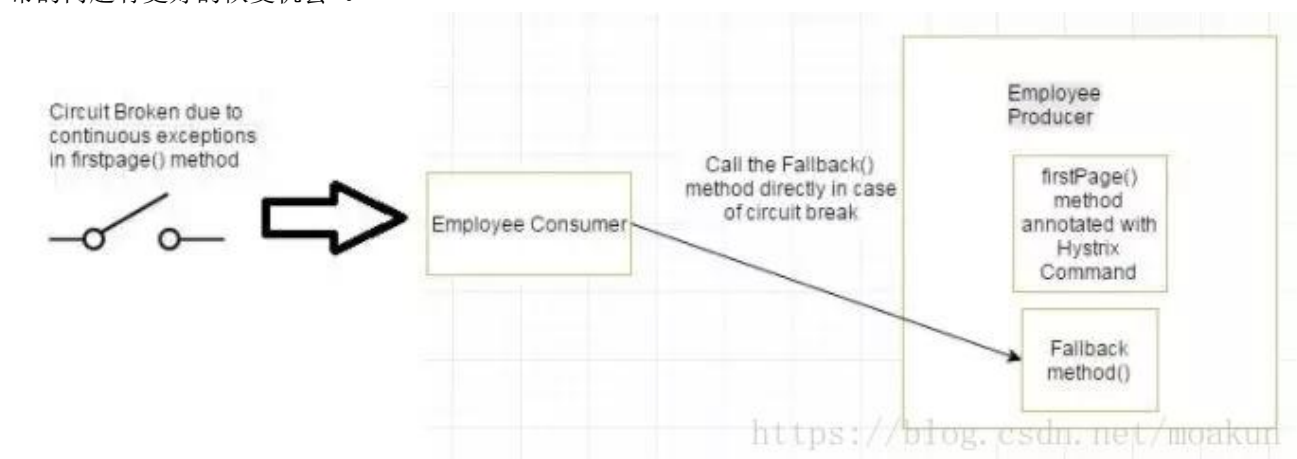 Circuit Broken due to
continuous exceptions
in firstpage() method
Employee Consumer
Call the Fallback()
method directly in case
of circuit break
Employee
Producer
firstPage()
method
annotated with
Hystrix
Command
Fallback
method()
https://blog.csdn.net/moakun